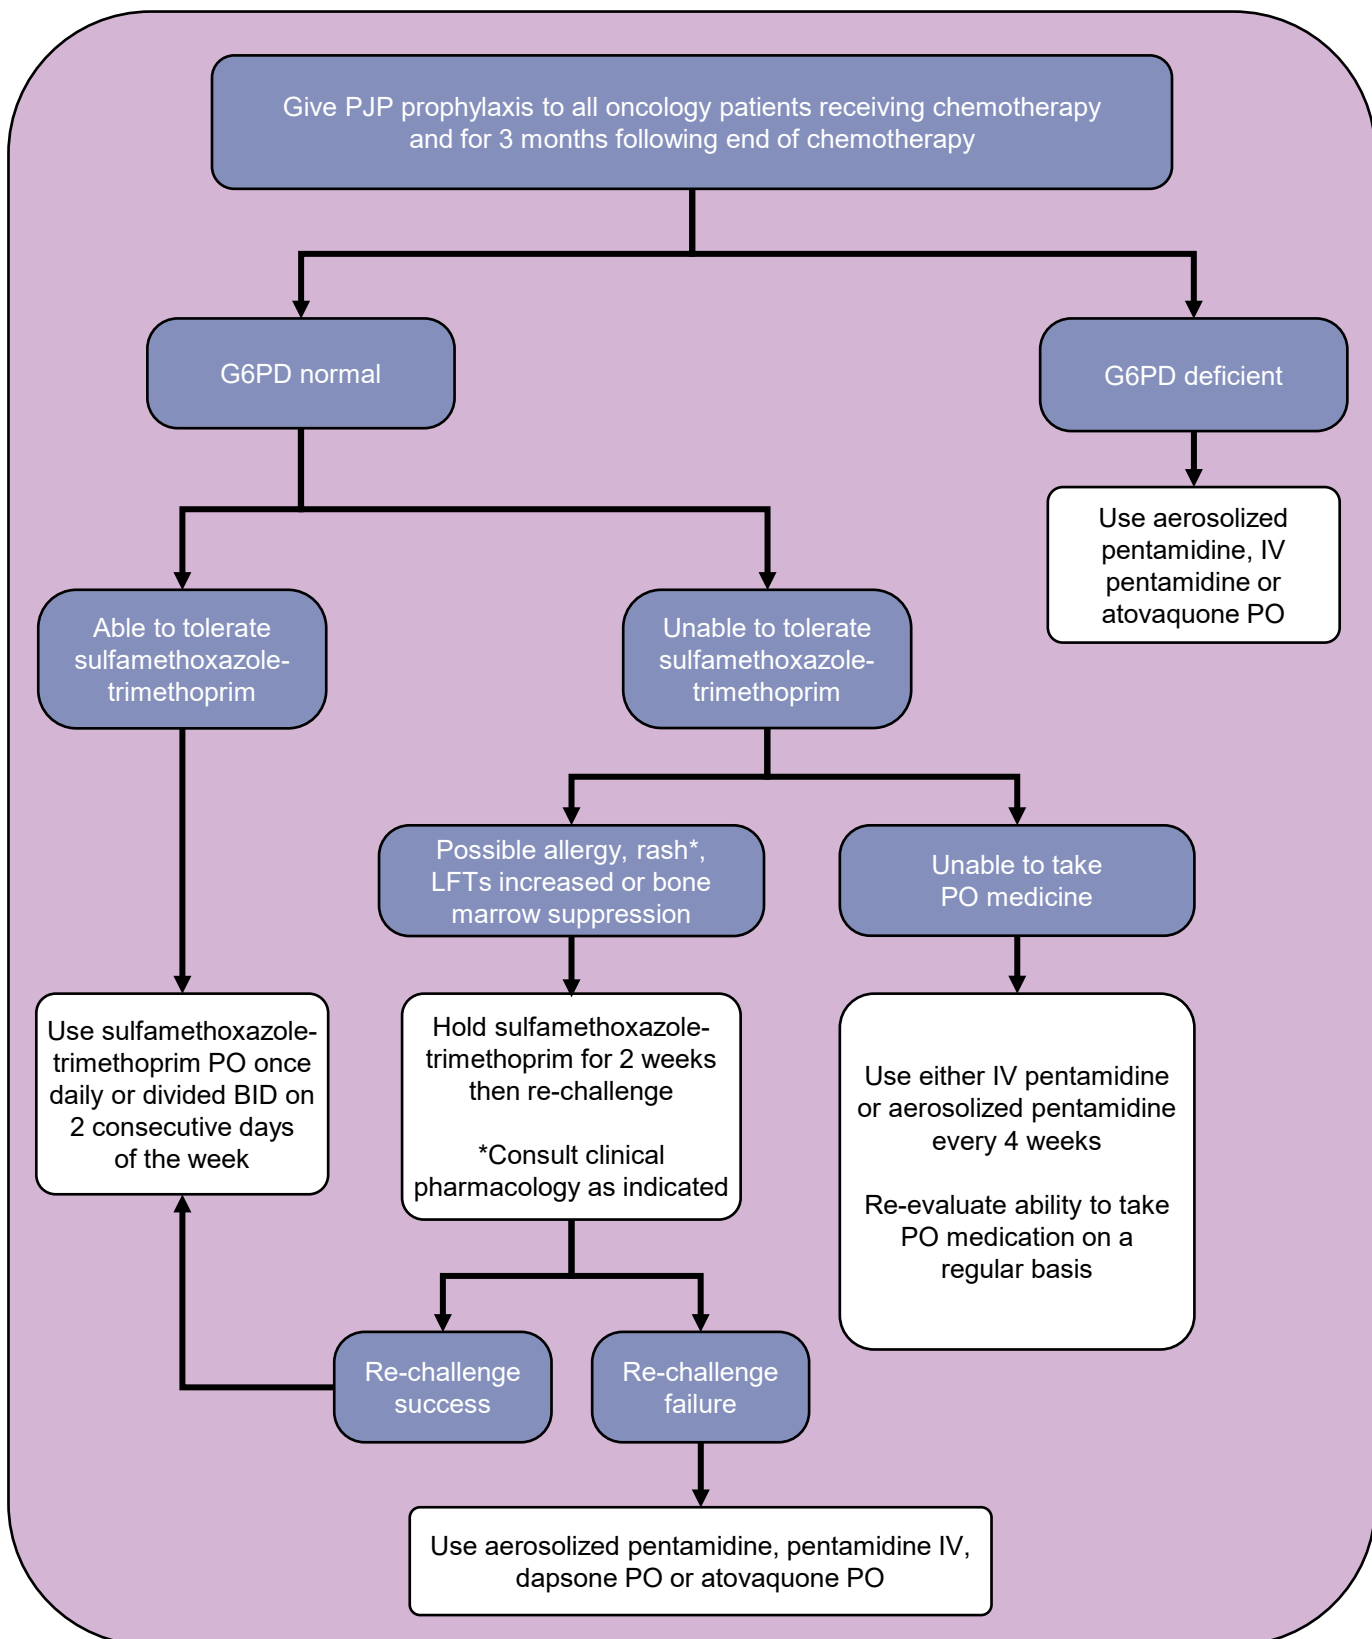 Give PJP prophylaxis to all oncology patients receiving chemotherapy
and for 3 months following end of chemotherapy
G6PD normal
G6PD deficient
Use aerosolized
pentamidine, IV
pentamidine or
atovaquone PO
Able to tolerate
sulfamethoxazole-
trimethoprim
Unable to tolerate
sulfamethoxazole-
trimethoprim
Possible allergy, rash*,
LFTs increased or bone
marrow suppression
Unable to take
PO medicine
Use sulfamethoxazole-
trimethoprim PO once
daily or divided BID on
2 consecutive days
of the week
Hold sulfamethoxazole-
trimethoprim for 2 weeks
then re-challenge
*Consult clinical
pharmacology as indicated
Use either IV pentamidine
or aerosolized pentamidine
every 4 weeks
Re-evaluate ability to take
PO medication on a
regular basis
Re-challenge
success
Re-challenge
failure
Use aerosolized pentamidine, pentamidine IV,
dapsone PO or atovaquone PO